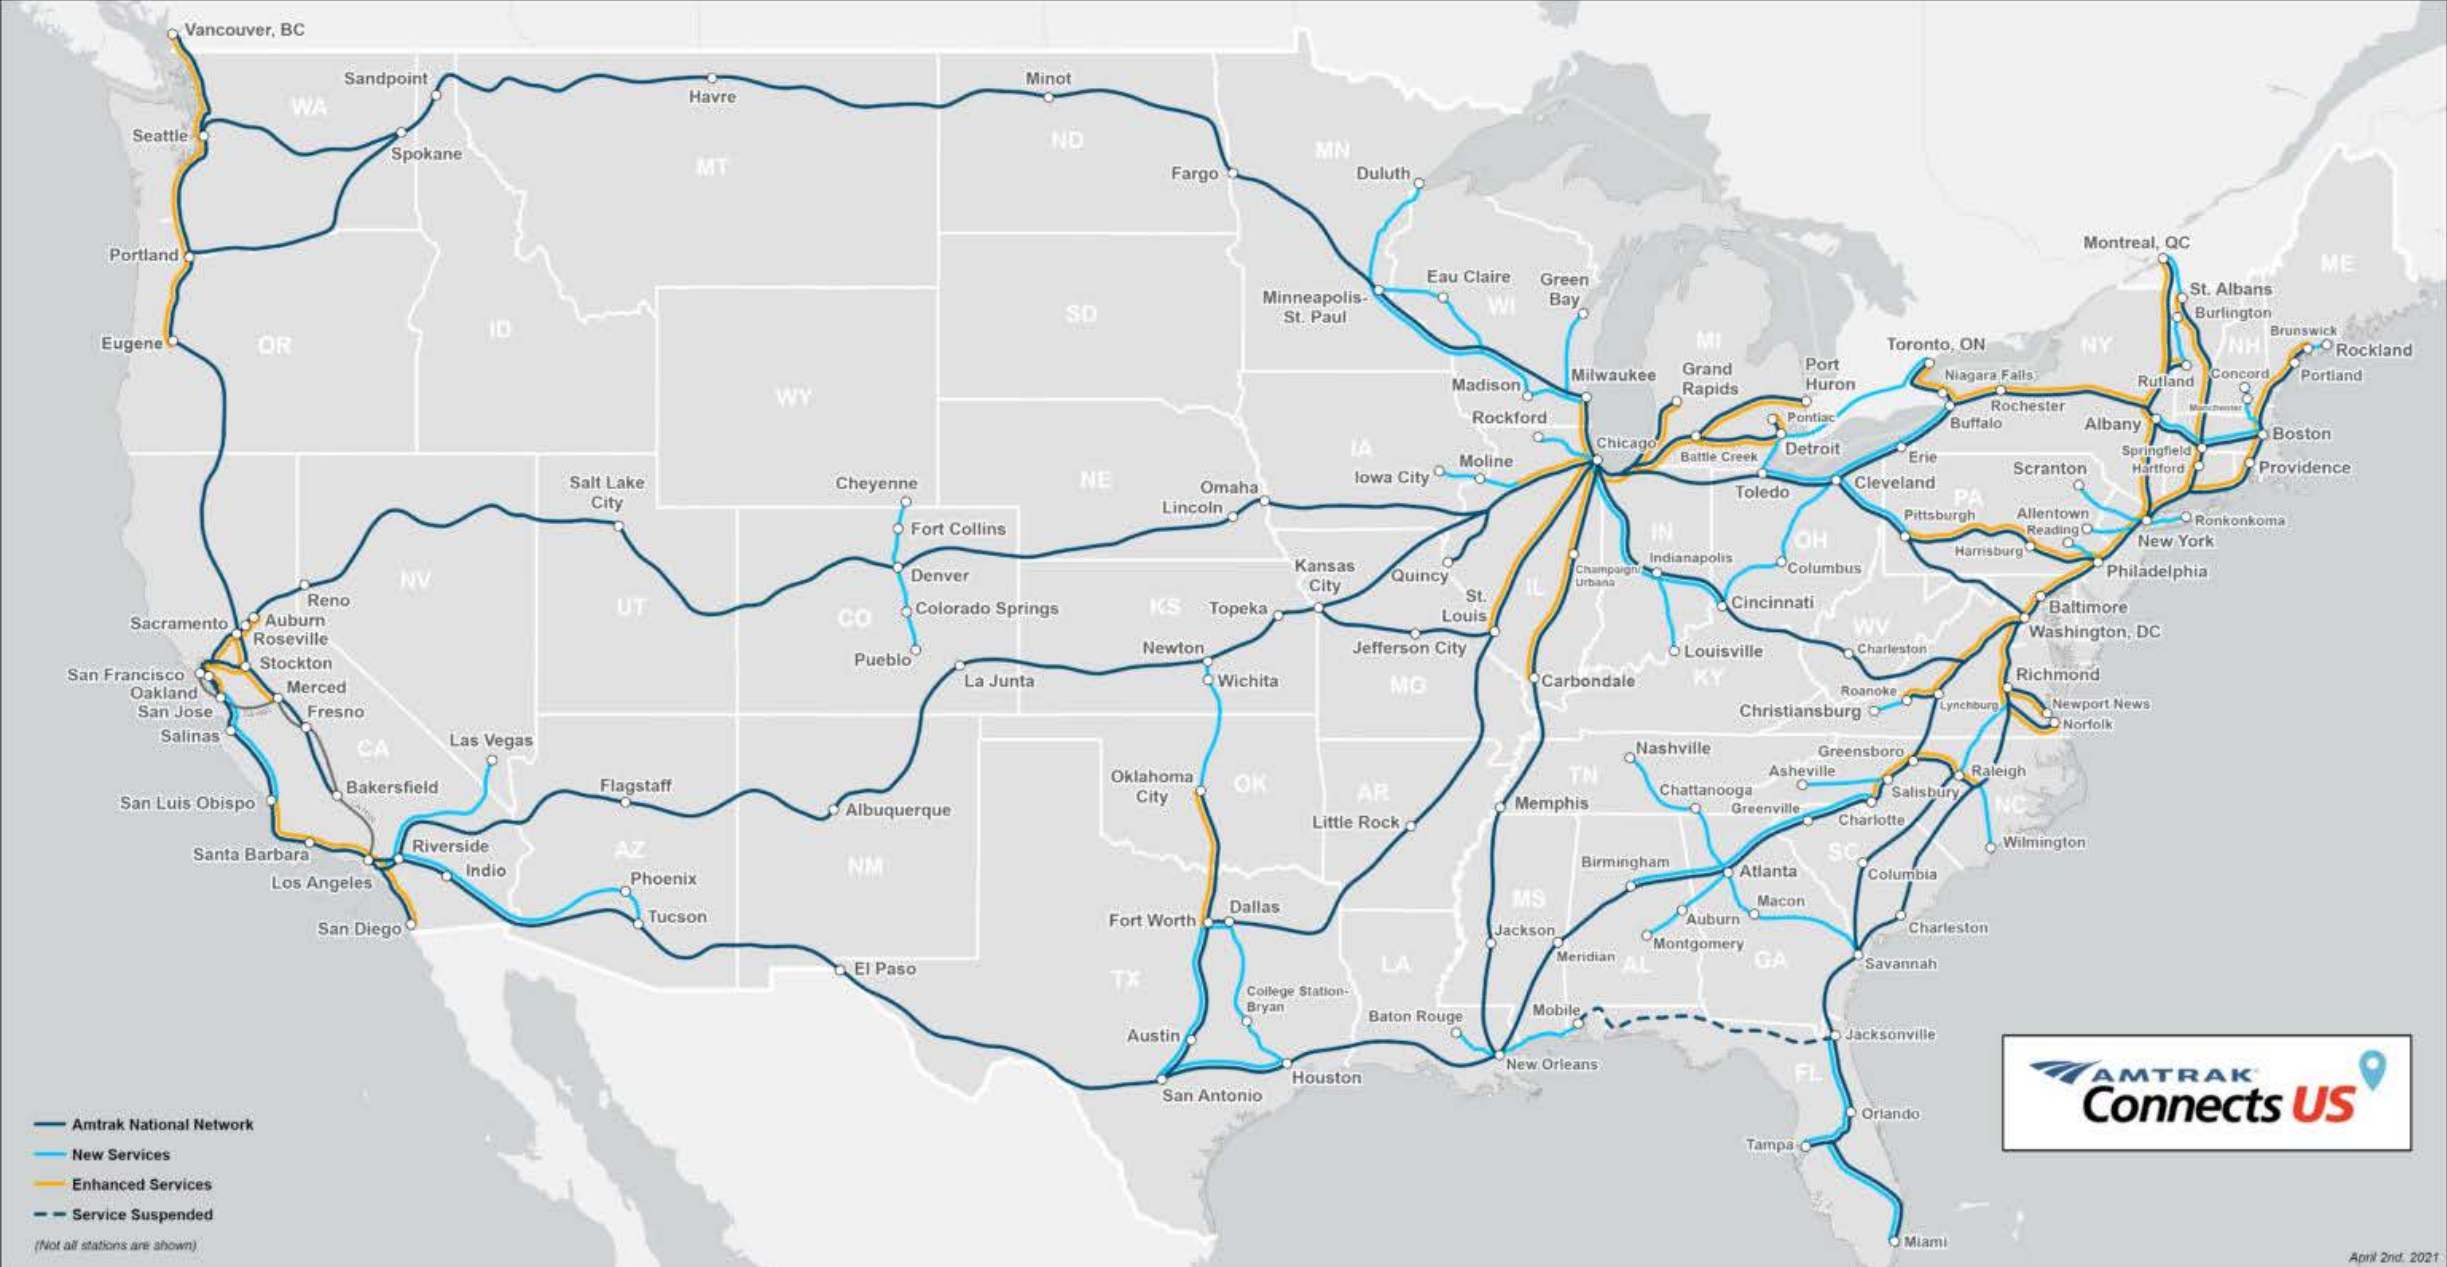 Vancouver, BC
Sandpoint
WA
Seattle
Spokane
Havre
Minot
MT
ND
Fargo
MN
Duluth
Portland
Eugene
OR
ID
SD
WY
Minneapolis-
St. Paul
Eau Claire
WI
Green
Bay
Madison
Milwaukee
Rockford
MI
Grand
Rapids
Port
Huron
Pontiac
Battle Creek
Detroit
Chicago
Toronto, ON
Niagara Falls
Rochester
Buffalo
NY
Montreal, QC
ME
St. Albans
Burlington
Brunswick
Rockland
NH
Rutland
Concord
Portland
Manchester
Albany
Boston
Springfield
Hartford
Providence
Erie
Toledo
Cleveland
Scranton
PA
Pittsburgh
Allentown
Reading
Ronkonkoma
New York
Harrisburg
Philadelphia
Salt Lake
City
Cheyenne
Fort Collins
Denver
NE
Omaha
Lincoln
IA
Iowa City
Moline
Reno
NV
UT
CO
Colorado Springs
Pueblo
KS
Topeka
Kansas
City
Quincy
St.
Louis
IL
IN
Champaign/
Urbana
Indianapolis
OH
Columbus
Cincinnati
Louisville
WV
Charleston
KY
Baltimore
Washington, DC
Richmond
Roanoke
Christiansburg
Lynchburg
Newport News
Norfolk
Sacramento
Auburn
Roseville
Stockton
San Francisco
Oakland
San Jose
Merced
Fresno
Salinas
CA
Las Vegas
Bakersfield
San Luis Obispo
Flagstaff
Albuquerque
La Junta
Newton
Wichita
Jefferson City
MO
Carbondale
Oklahoma
City
OK
AR
Little Rock
Memphis
TN
Nashville
Chattanooga
Asheville
Greenville
Greensboro
Salisbury
Raleigh
NC
Charlotte
Wilmington
Santa Barbara
Los Angeles
Riverside
Indio
AZ
Phoenix
Tucson
NM
San Diego
El Paso
TX
Fort Worth
Dallas
College Station-
Bryan
Austin
San Antonio
Houston
LA
Baton Rouge
New Orleans
MS
Jackson
Meridian
Mobile
Birmingham
AL
Auburn
Montgomery
Atlanta
Macon
GA
SC
Columbia
Charleston
Savannah
Jacksonville
FL
Orlando
Tampa
Miami
Amtrak National Network
New Services
Enhanced Services
Service Suspended
(Not all stations are shown)
AMTRAK
Connects US
April 2nd, 2021